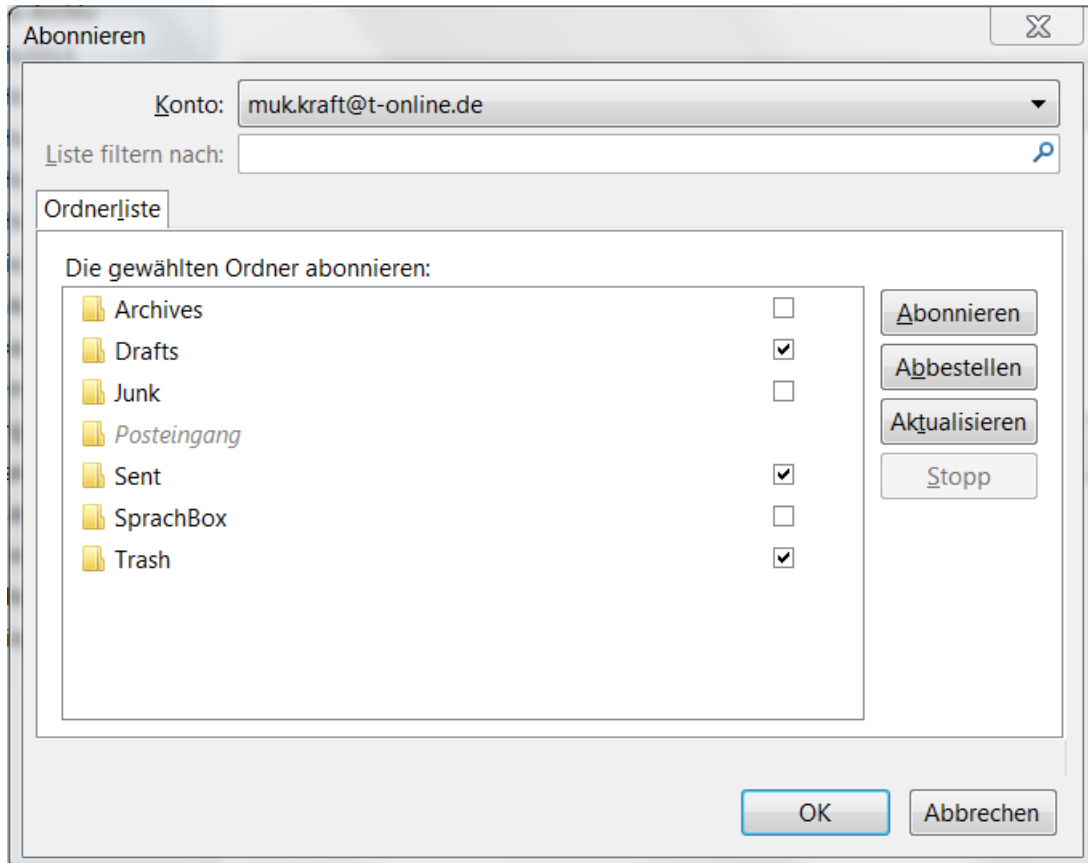 Abonnieren
Konto: muk.kraft@t-online.de
Liste filtern nach:
Ordnerliste
Die gewählten Ordner abonnieren:
Archives
Drafts
Junk
Posteingang
Sent
SprachBox
Trash
Abonnieren
Abbestellen
Aktualisieren
Stopp
OK Abbrechen